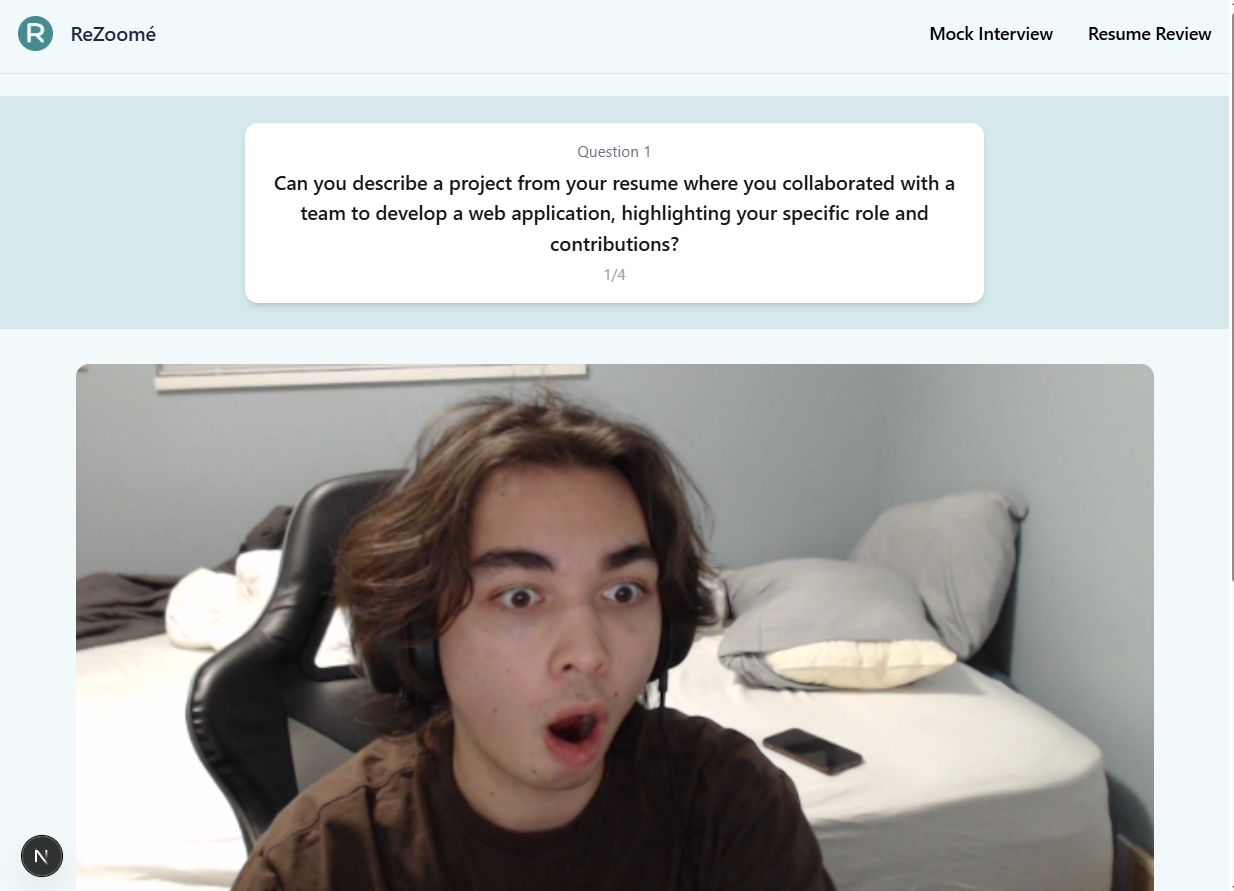 R
ReZoomé
Mock Interview
Resume Review
Question 1
Can you describe a project from your resume where you collaborated with a
team to develop a web application, highlighting your specific role and
contributions?
1/4
N